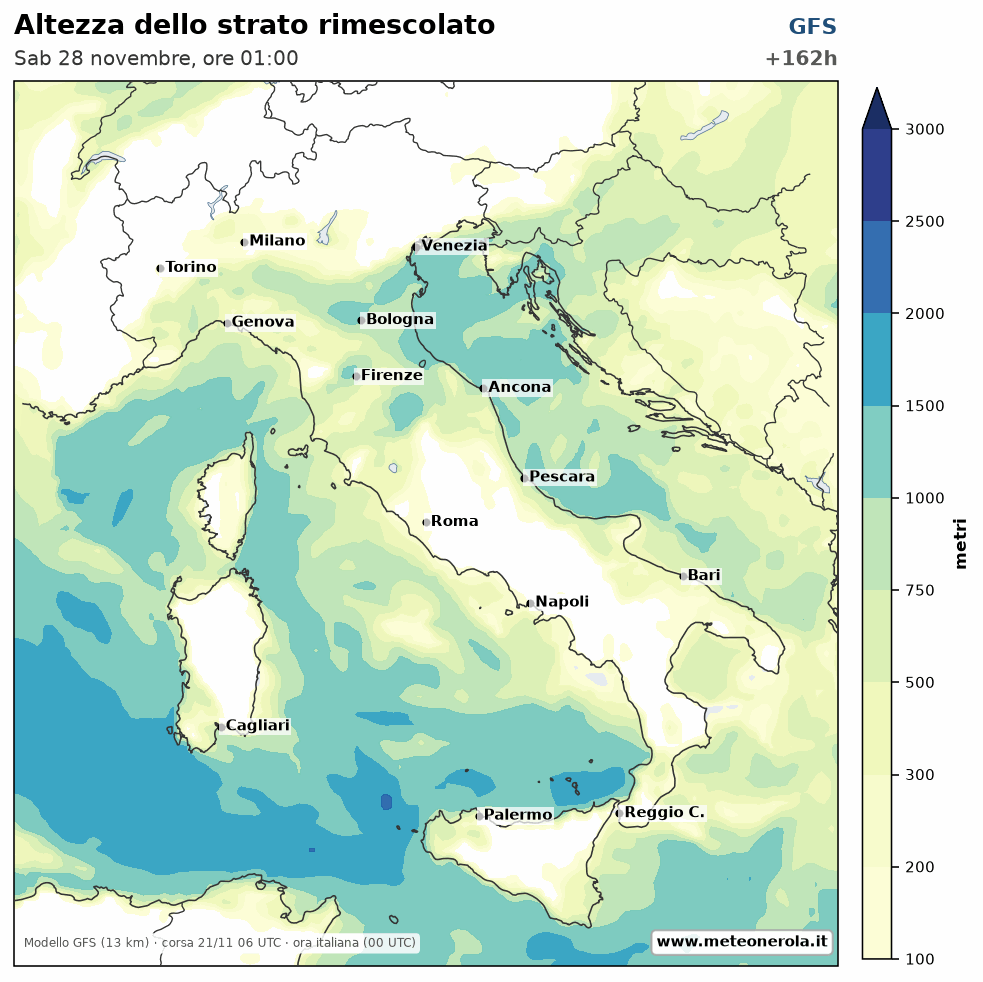 Altezza dello strato rimescolato
GFS
Sab 28 novembre, ore 01:00
+162h
3000
2500
2000
1500
1000
750
500
300
200
100
metri
Milano
Venezia
Torino
Genova
Bologna
Firenze
Ancona
Pescara
Roma
Bari
Napoli
Cagliari
Palermo
Reggio C.
Modello GFS (13 km) · corsa 21/11 06 UTC · ora italiana (00 UTC)
www.meteonerola.it